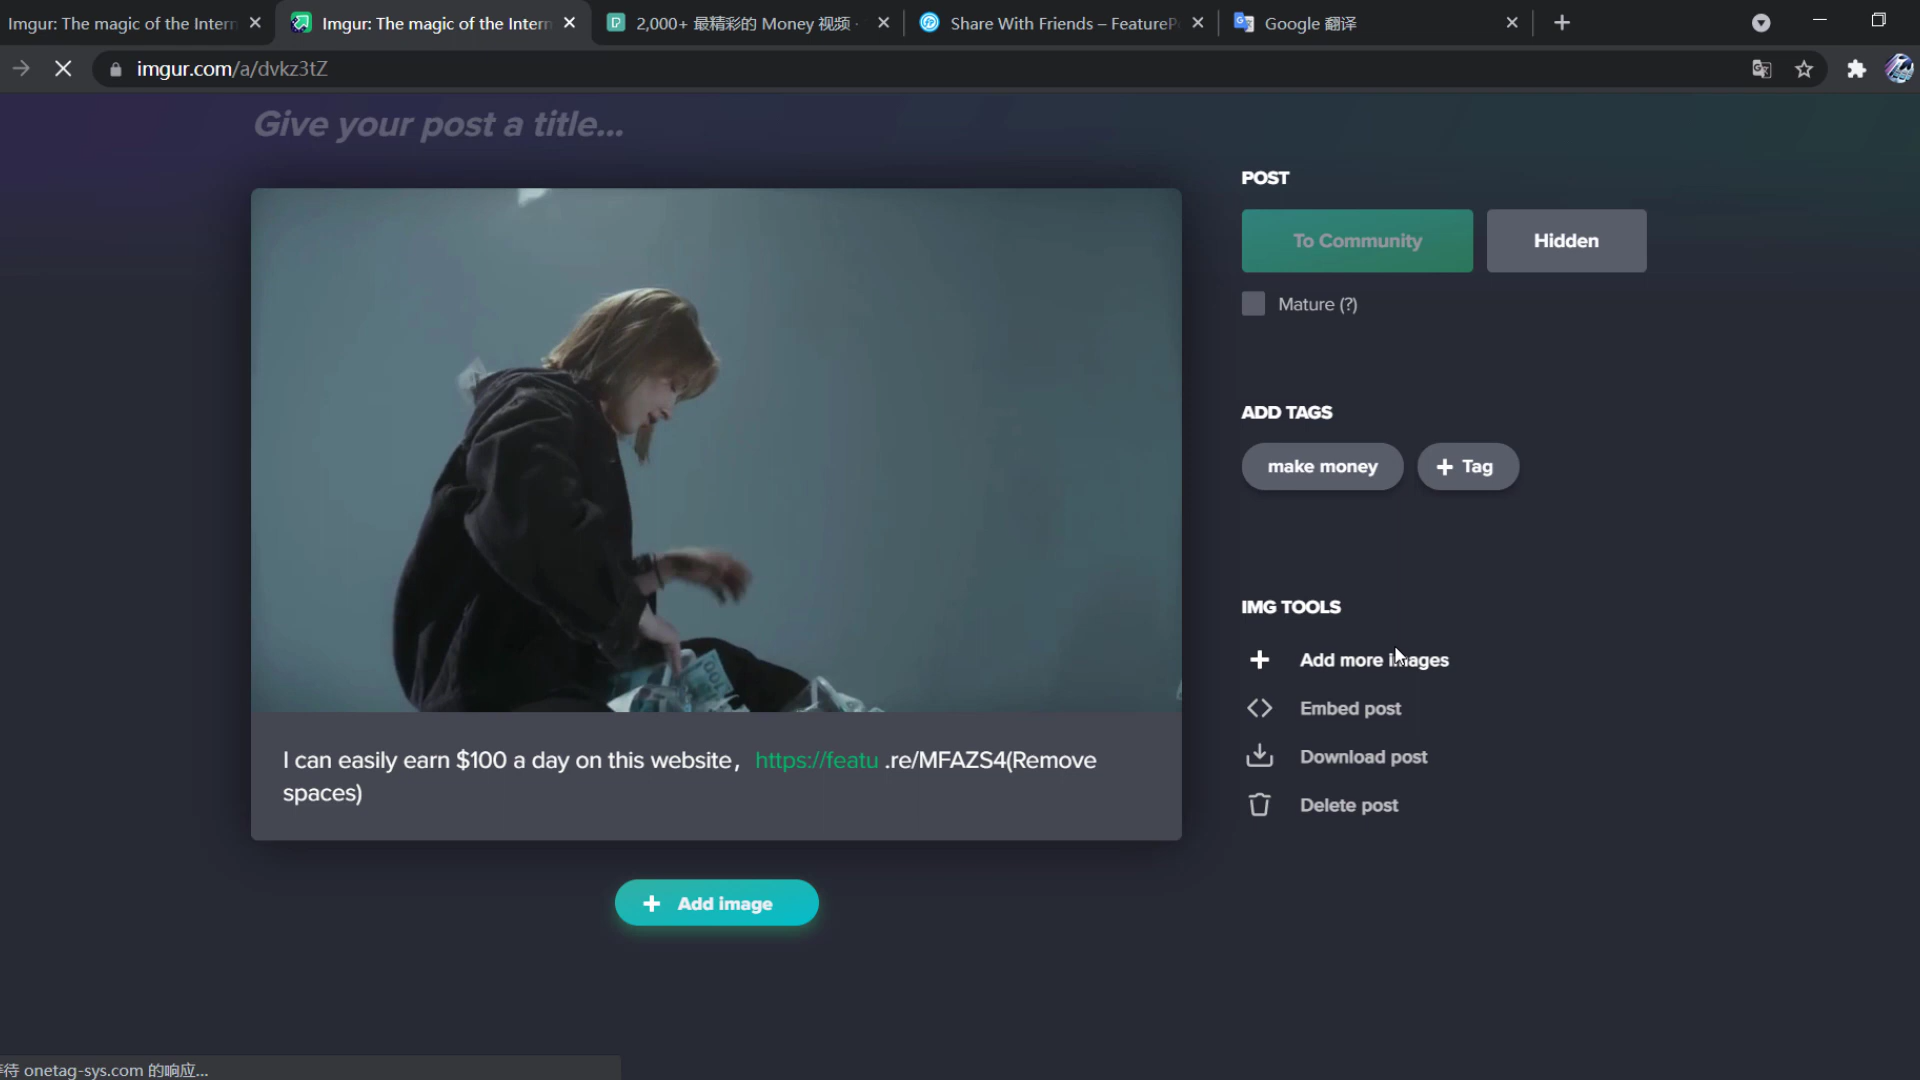 Imgur: The magic of the Intern
Imgur: The magic of the Intern
2,000+ 最精彩的 Money 视频 ·
Share With Friends – FeatureP
Google 翻译
imgur.com/a/dvkz3tZ
Give your post a title...
POST
To Community
Hidden
Mature (?)
ADD TAGS
make money
+ Tag
IMG TOOLS
Add more images
Embed post
Download post
Delete post
I can easily earn $100 a day on this website，https://featu .re/MFAZS4(Remove
spaces)
+ Add image
待 onetag-sys.com 的响应...